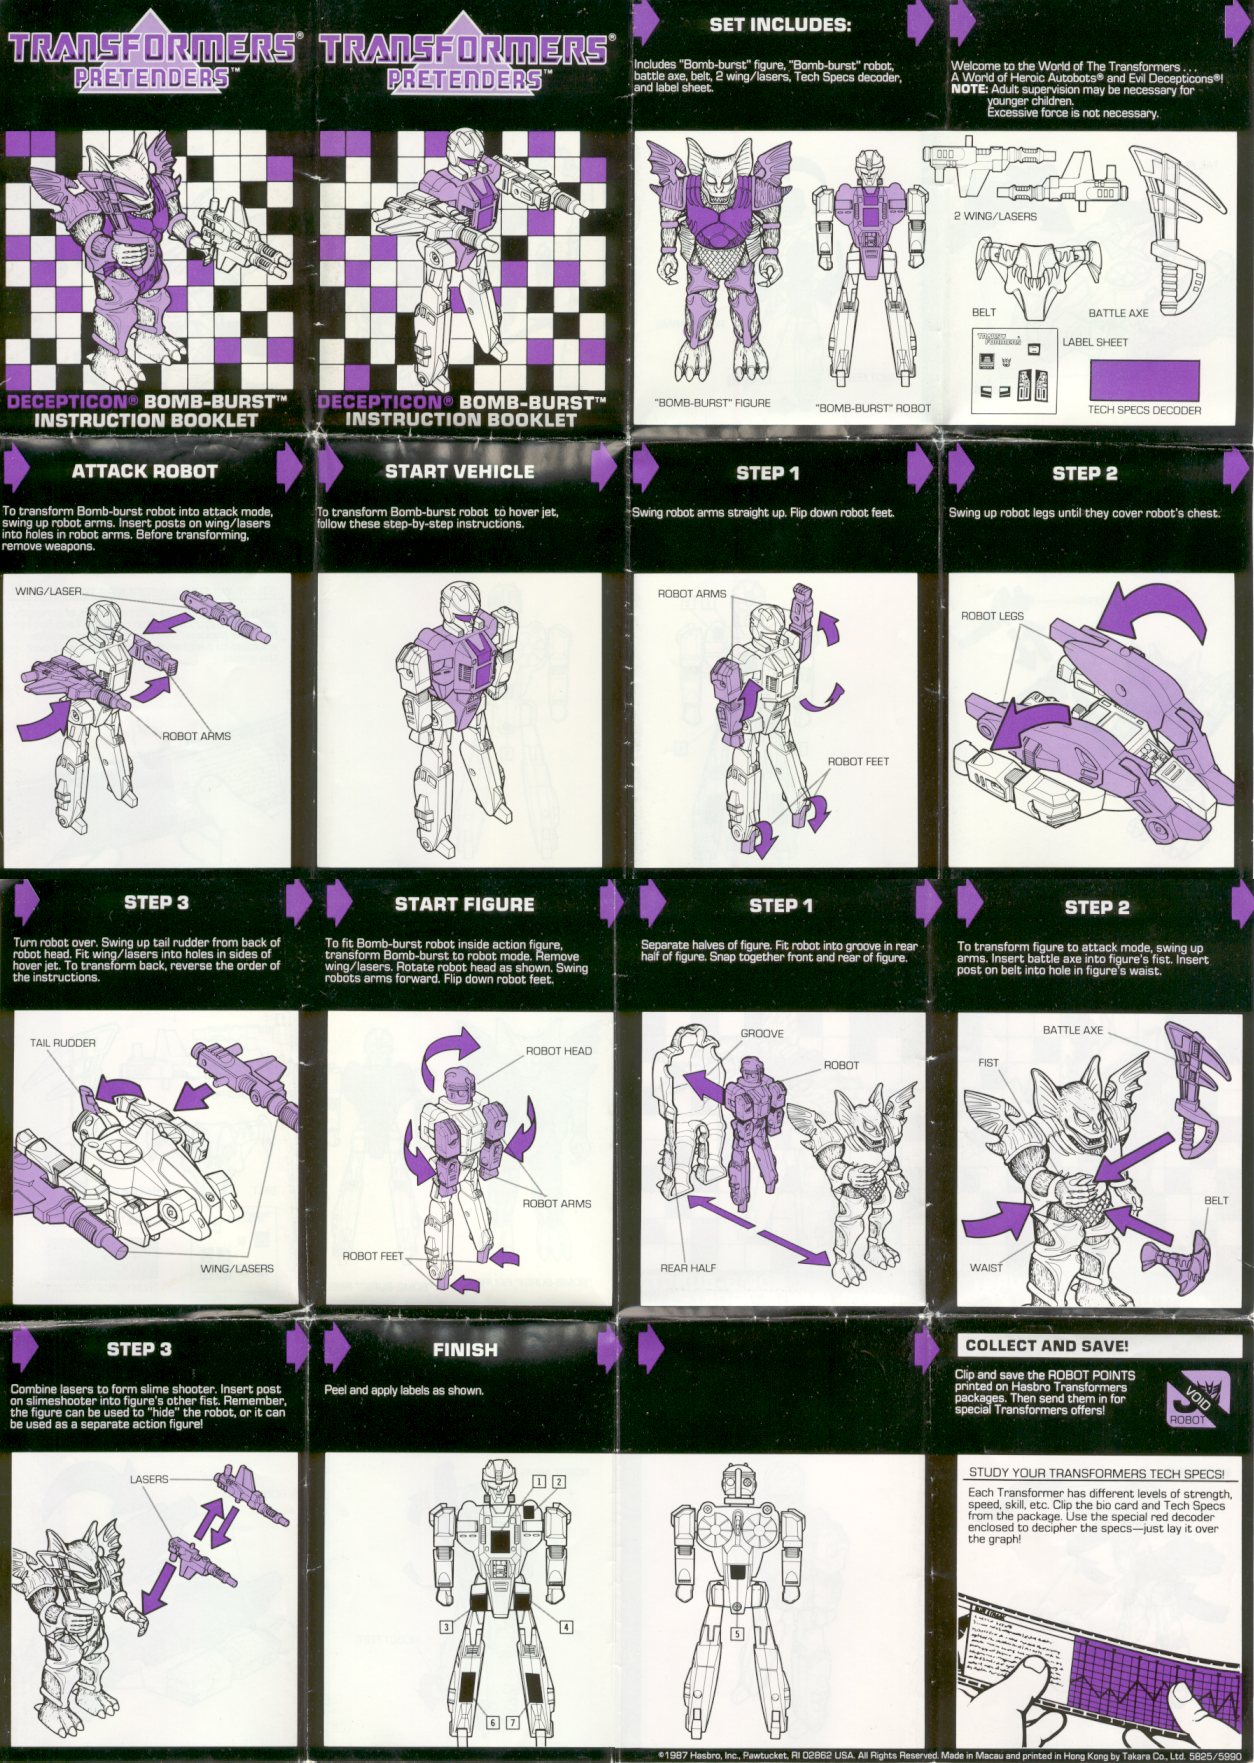 TRANSFORMERS®
PRETENDERS™
DECEPTICON® BOMB-BURST™
INSTRUCTION BOOKLET
TRANSFORMERS®
PRETENDERS™
DECEPTICON® BOMB-BURST™
INSTRUCTION BOOKLET
SET INCLUDES:
Includes "Bomb-burst" figure, "Bomb-burst" robot,
battle axe, belt, 2 wing/lasers, Tech Specs decoder,
and label sheet.
"BOMB-BURST" FIGURE
"BOMB-BURST" ROBOT
Welcome to the World of The Transformers . . .
A World of Heroic Autobots® and Evil Decepticons®!
NOTE: Adult supervision may be necessary for
younger children.
Excessive force is not necessary.
2 WING/LASERS
BELT
BATTLE AXE
TRANSFORMERS
LABEL SHEET
TECH SPECS DECODER
ATTACK ROBOT
To transform Bomb-burst robot into attack mode,
swing up robot arms. Insert posts on wing/lasers
into holes in robot arms. Before transforming,
remove weapons.
WING/LASER
ROBOT ARMS
START VEHICLE
To transform Bomb-burst robot to hover jet,
follow these step-by-step instructions.
STEP 1
Swing robot arms straight up. Flip down robot feet.
ROBOT ARMS
ROBOT FEET
STEP 2
Swing up robot legs until they cover robot's chest.
ROBOT LEGS
STEP 3
Turn robot over. Swing up tail rudder from back of
robot head. Fit wing/lasers into holes in sides of
hover jet. To transform back, reverse the order of
the instructions.
TAIL RUDDER
WING/LASERS
START FIGURE
To fit Bomb-burst robot inside action figure,
transform Bomb-burst to robot mode. Remove
wing/lasers. Rotate robot head as shown. Swing
robots arms forward. Flip down robot feet.
ROBOT HEAD
ROBOT ARMS
ROBOT FEET
STEP 1
Separate halves of figure. Fit robot into groove in rear
half of figure. Snap together front and rear of figure.
GROOVE
ROBOT
REAR HALF
STEP 2
To transform figure to attack mode, swing up
arms. Insert battle axe into figure's fist. Insert
post on belt into hole in figure's waist.
BATTLE AXE
FIST
BELT
WAIST
STEP 3
Combine lasers to form slime shooter. Insert post
on slimeshooter into figure's other fist. Remember,
the figure can be used to "hide" the robot, or it can
be used as a separate action figure!
LASERS
FINISH
Peel and apply labels as shown.
1 2
3 4
6 7
5
COLLECT AND SAVE!
Clip and save the ROBOT POINTS
printed on Hasbro Transformers
packages. Then send them in for
special Transformers offers!
VOID
ROBOT
STUDY YOUR TRANSFORMERS TECH SPECS!
Each Transformer has different levels of strength,
speed, skill, etc. Clip the bio card and Tech Specs
from the package. Use the special red decoder
enclosed to decipher the specs—just lay it over
the graph!
©1987 Hasbro, Inc., Pawtucket, RI 02862 USA. All Rights Reserved. Made in Macau and printed in Hong Kong by Takara Co., Ltd. 5825/5990